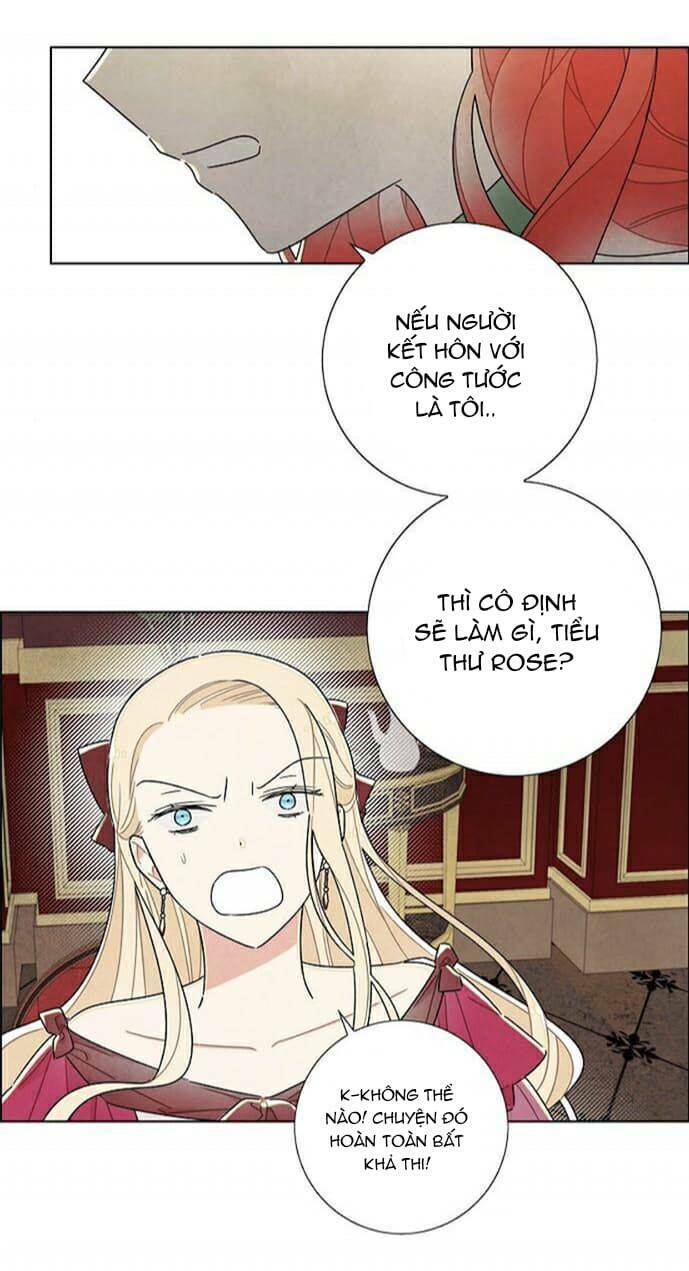 NẾU NGƯỜI
KẾT HÔN VỚI
CÔNG TƯỚC
LÀ TÔI..
THÌ CÔ ĐỊNH
SẼ LÀM GÌ, TIỂU
THƯ ROSE?
K-KHÔNG THỂ
NÀO! CHUYỆN ĐÓ
HOÀN TOÀN BẤT
KHẢ THI!